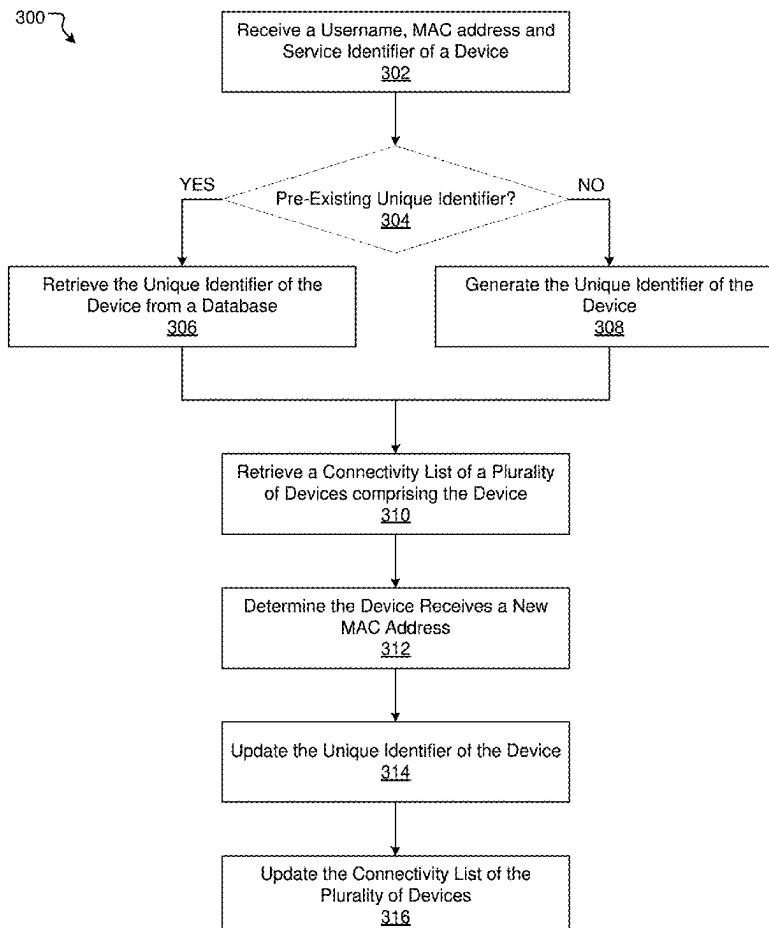 300
Receive a Username, MAC address and
Service Identifier of a Device
302
YES
NO
Pre-Existing Unique Identifier?
304
Retrieve the Unique Identifier of the
Device from a Database
306
Generate the Unique Identifier of the
Device
308
Retrieve a Connectivity List of a Plurality
of Devices comprising the Device
310
Determine the Device Receives a New
MAC Address
312
Update the Unique Identifier of the Device
314
Update the Connectivity List of the
Plurality of Devices
316